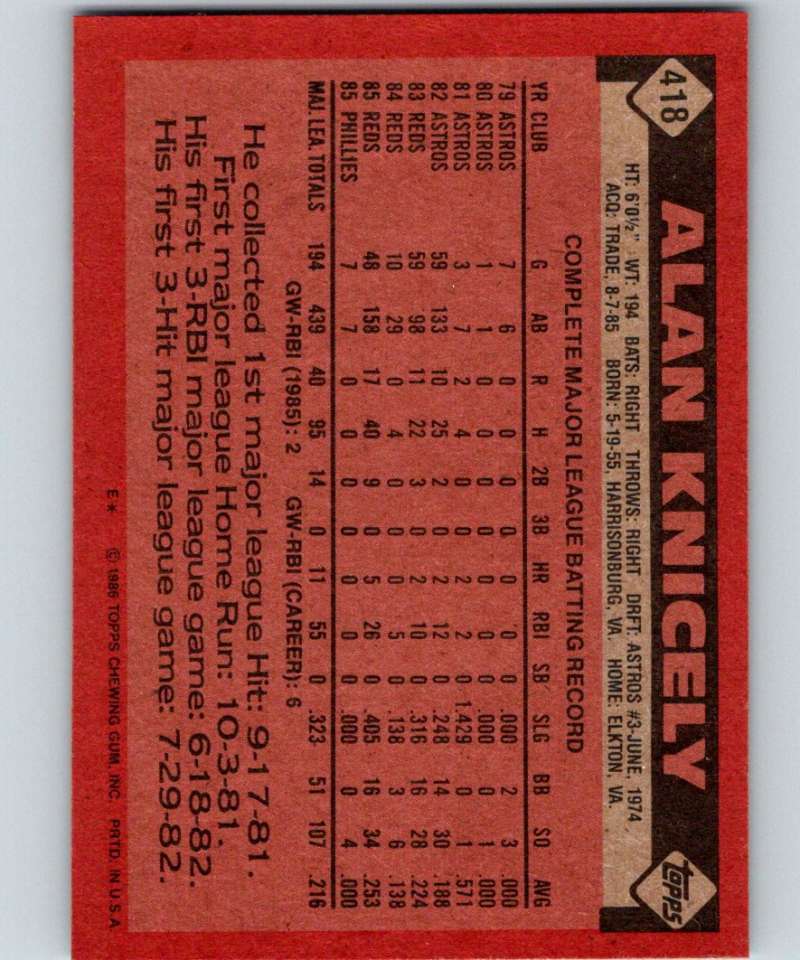 418
ALAN KNICELY
topps
HT: 6'0½" WT: 194 BATS: RIGHT THROWS: RIGHT DRFT: ASTROS #3-JUNE, 1974
ACQ: TRADE, 8-7-85 BORN: 5-19-55, HARRISONBURG, VA. HOME: ELKTON, VA.
COMPLETE MAJOR LEAGUE BATTING RECORD
YR CLUB G AB R H 2B 3B HR RBI SB SLG BB SO AVG
79 ASTROS 7 6 0 0 0 0 0 0 0 .000 2 3 .000
80 ASTROS 1 1 0 0 0 0 0 0 0 .000 0 1 .000
81 ASTROS 3 7 2 4 0 0 2 2 0 1.429 0 1 .571
82 ASTROS 59 133 10 25 2 0 2 12 0 .248 14 30 .188
83 REDS 59 98 11 22 3 0 2 10 0 .316 16 28 .224
84 REDS 10 29 0 4 0 0 0 5 0 .138 3 6 .138
85 REDS 48 158 17 40 9 0 5 26 0 .405 16 34 .253
85 PHILLIES 7 7 0 0 0 0 0 0 0 .000 0 4 .000
MAJ. LEA. TOTALS 194 439 40 95 14 0 11 55 0 .323 51 107 .216
GW-RBI (1985): 2 GW-RBI (CAREER): 6
He collected 1st major league Hit: 9-17-81.
First major league Home Run: 10-3-81.
His first 3-RBI major league game: 6-18-82.
His first 3-Hit major league game: 7-29-82.
E* © 1986 TOPPS CHEWING GUM, INC. PRTD. IN U.S.A.